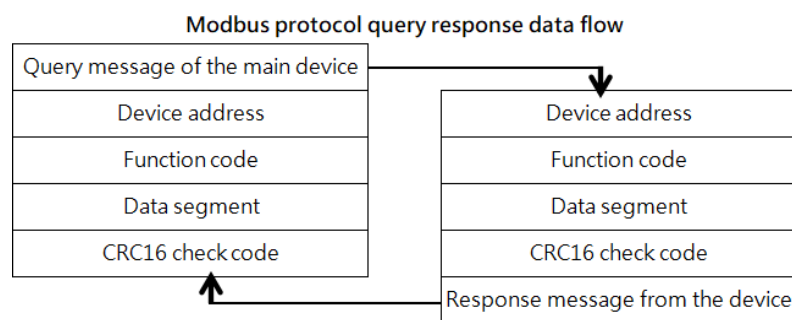 Modbus protocol query response data flow
Query message of the main device
Device address
Function code
Data segment
CRC16 check code
Device address
Function code
Data segment
CRC16 check code
Response message from the device